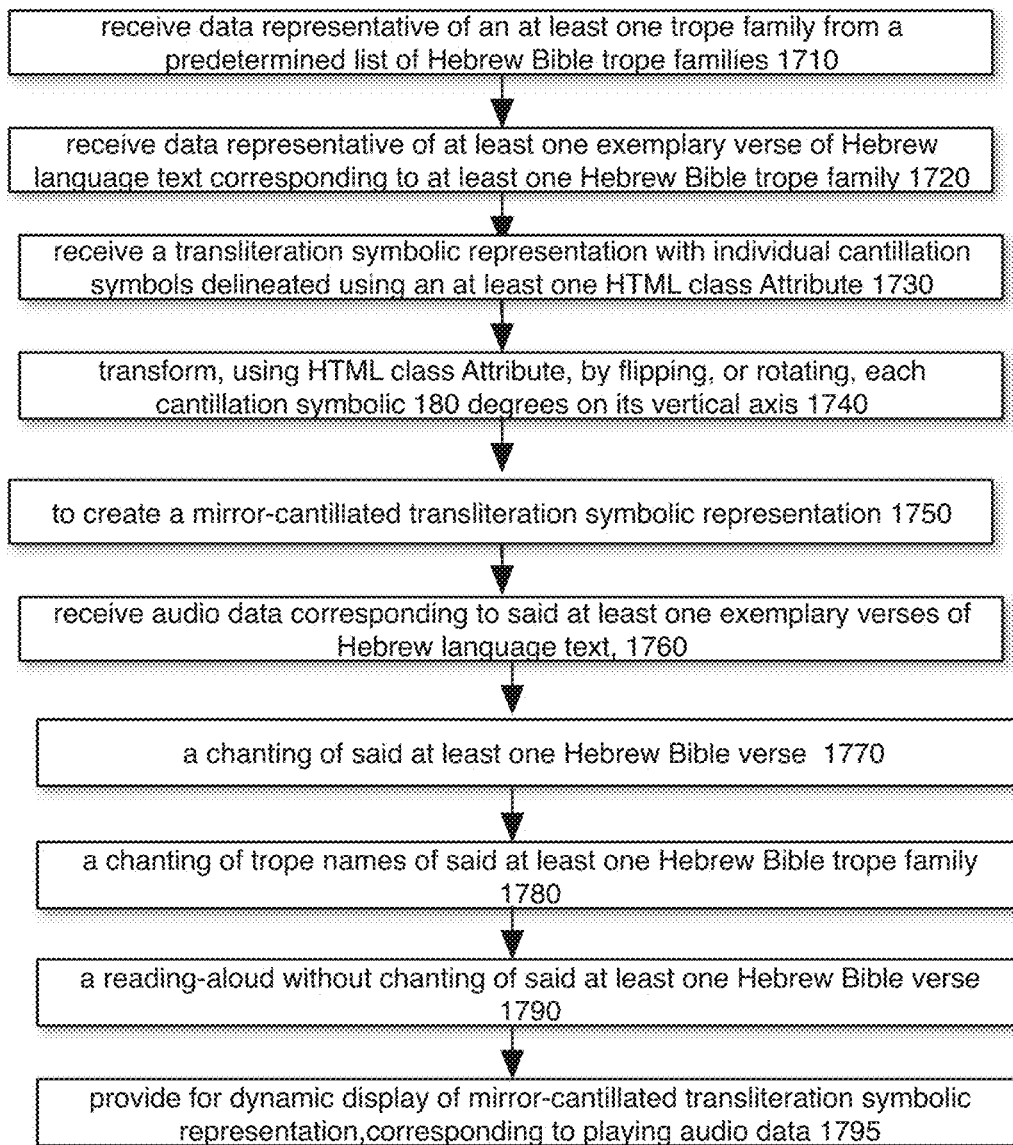 receive data representative of an at least one trope family from a
predetermined list of Hebrew Bible trope families 1710
receive data representative of at least one exemplary verse of Hebrew
language text corresponding to at least one Hebrew Bible trope family 1720
receive a transliteration symbolic representation with individual cantillation
symbols delineated using an at least one HTML class Attribute 1730
transform, using HTML class Attribute, by flipping, or rotating, each
cantillation symbolic 180 degrees on its vertical axis 1740
to create a mirror-cantillated transliteration symbolic representation 1750
receive audio data corresponding to said at least one exemplary verses of
Hebrew language text, 1760
a chanting of said at least one Hebrew Bible verse 1770
a chanting of trope names of said at least one Hebrew Bible trope family
1780
a reading-aloud without chanting of said at least one Hebrew Bible verse
1790
provide for dynamic display of mirror-cantillated transliteration symbolic
representation,corresponding to playing audio data 1795